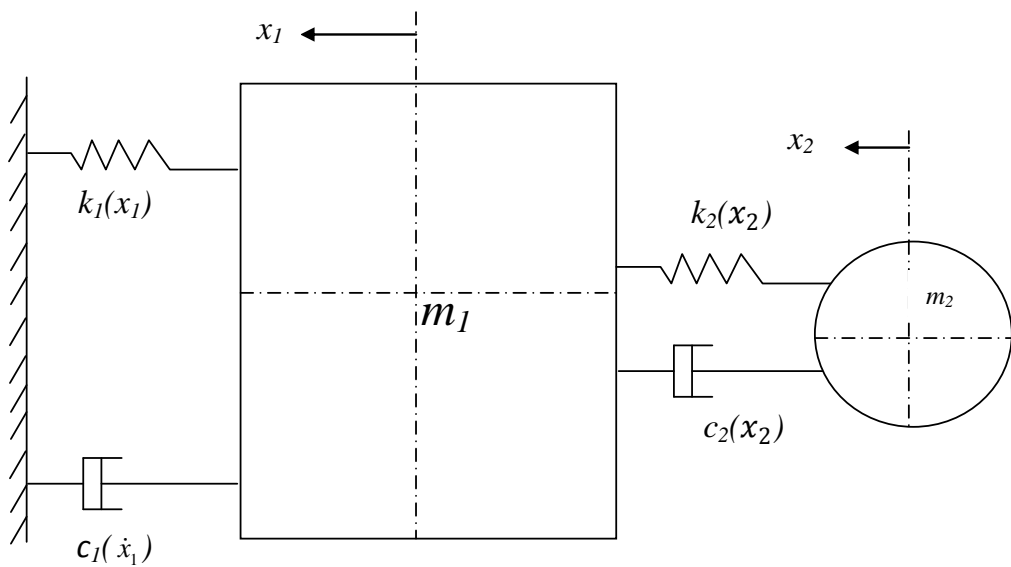 x₁
x₂
k₁(x₁)
k₂(x₂)
m₂
m₁
c₂(x₂)
c₁(ẋ₁)